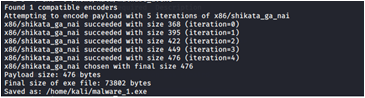 Found 1 compatible encoders
Attempting to encode payload with 5 iterations of x86/shikata_ga_nai
x86/shikata_ga_nai succeeded with size 368 (iteration=0)
x86/shikata_ga_nai succeeded with size 395 (iteration=1)
x86/shikata_ga_nai succeeded with size 422 (iteration=2)
x86/shikata_ga_nai succeeded with size 449 (iteration=3)
x86/shikata_ga_nai succeeded with size 476 (iteration=4)
x86/shikata_ga_nai chosen with final size 476
Payload size: 476 bytes
Final size of exe file: 73802 bytes
Saved as: /home/kali/malware_1.exe